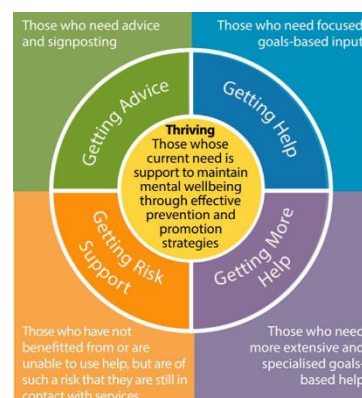 Those who need advice
and signposting
Those who need focused
goals-based input
Getting Advice
Getting Help
Thriving
Those whose
current need is
support to maintain
mental wellbeing
through effective
prevention and
promotion
strategies
Getting Risk
Support
Getting More
Help
Those who have not
benefitted from or are
unable to use help, but are of
such a risk that they are still in
contact with services
Those who need
more extensive and
specialised goals-
based help